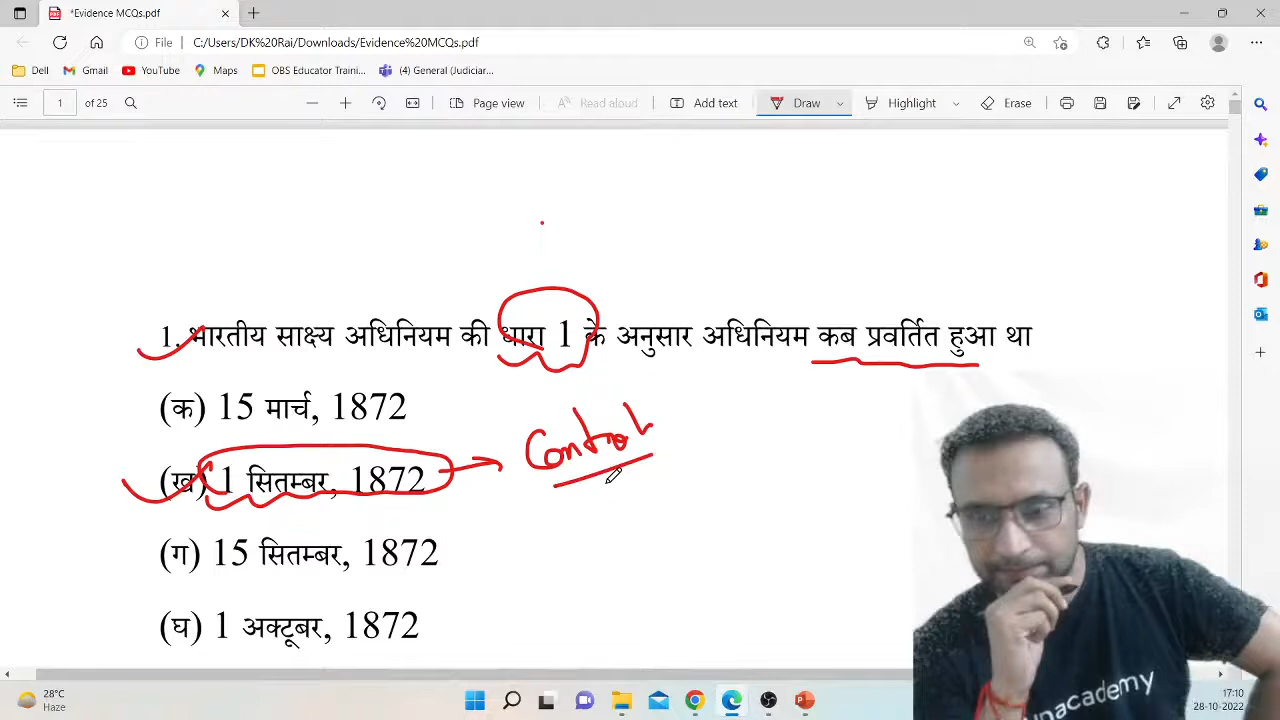 *Evidence MCQs.pdf
File C:/Users/DK%20Rai/Downloads/Evidence%20MCQs.pdf
Dell Gmail YouTube Maps OBS Educator Traini... (4) General (Judiciar...
1 of 25 Page view Read aloud Add text Draw Highlight Erase
1. भारतीय साक्ष्य अधिनियम की धारा 1 के अनुसार अधिनियम कब प्रवर्तित हुआ था
(क) 15 मार्च, 1872
(ख) 1 सितम्बर, 1872
(ग) 15 सितम्बर, 1872
(घ) 1 अक्टूबर, 1872
unacademy
28°C
Haze
17:10
28-10-2022